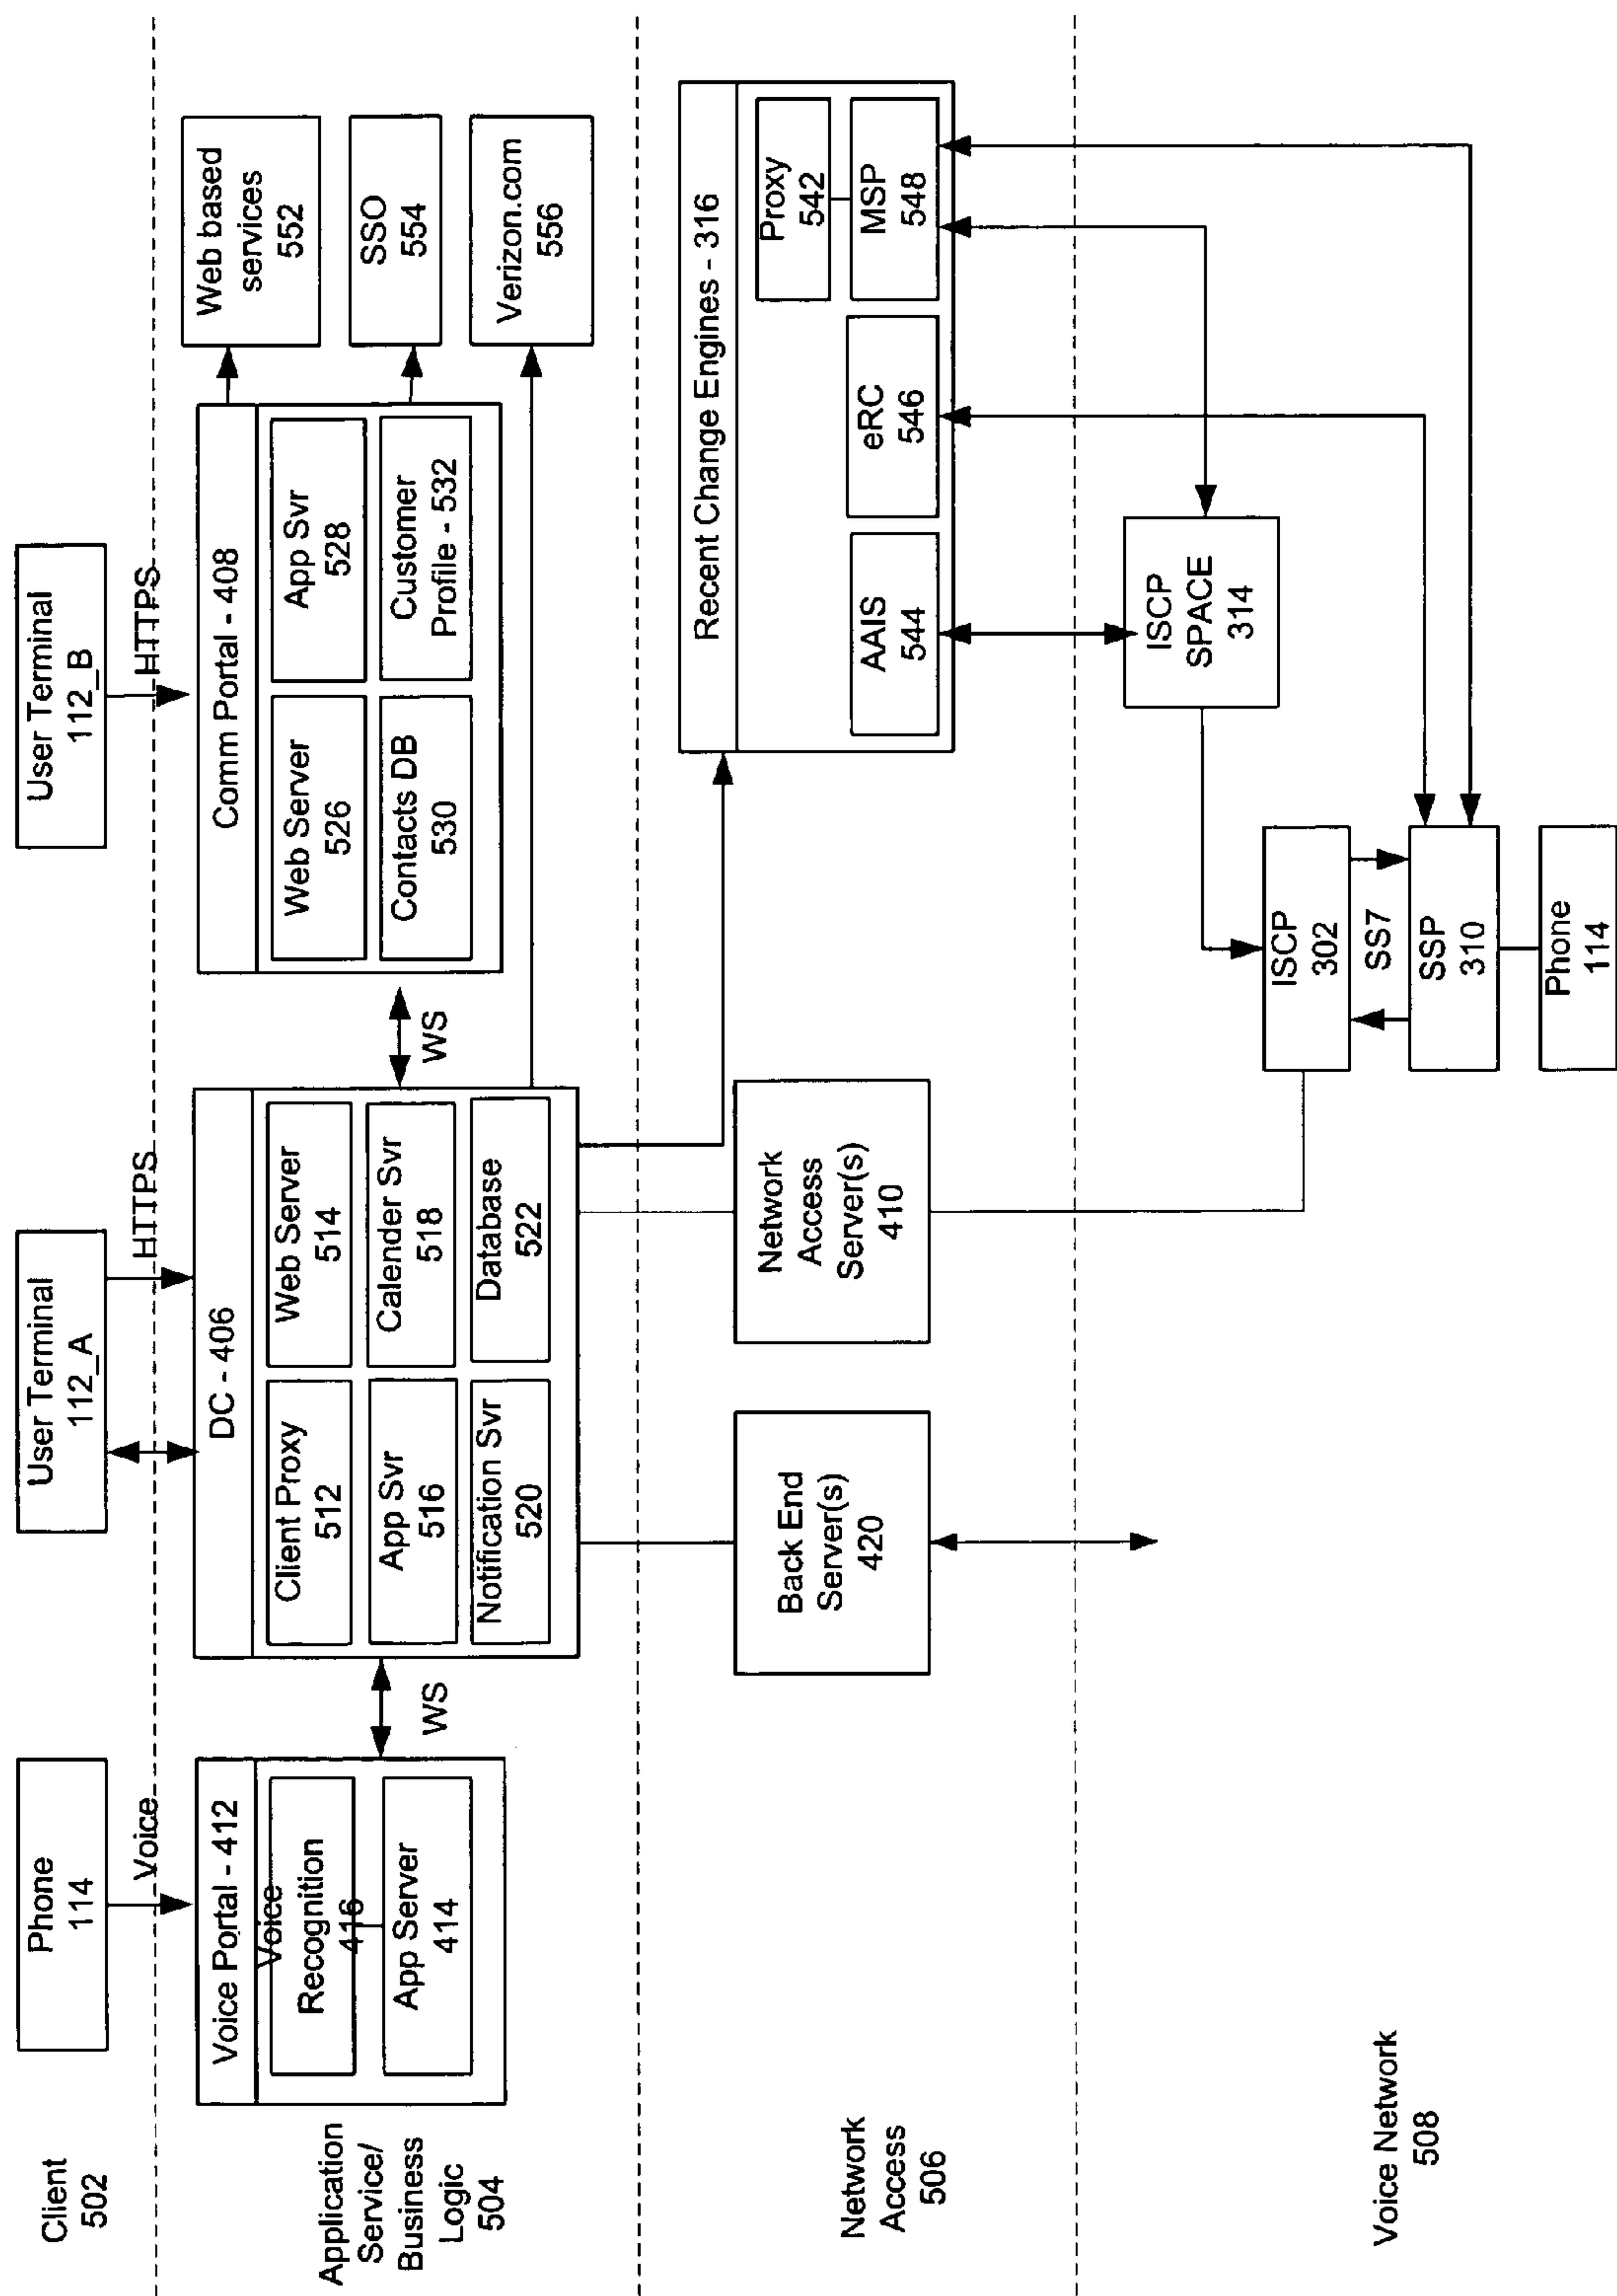 Client
502
Phone
114
User Terminal
112_A
User Terminal
112_B
Voice
HTTPS
HTTPS
Application
Service/
Business
Logic
504
Voice Portal - 412
Voice
Recognition
416
App Server
414
WS
DC - 406
Client Proxy
512
Web Server
514
App Svr
516
Calender Svr
518
Notification Svr
520
Database
522
WS
Comm Portal - 408
Web Server
526
App Svr
528
Contacts DB
530
Customer
Profile - 532
Web based
services
552
SSO
554
Verizon.com
556
Network
Access
506
Back End
Server(s)
420
Network
Access
Server(s)
410
Recent Change Engines - 316
Proxy
542
AAIS
544
eRC
546
MSP
548
Voice Network
508
ISCP
SPACE
314
ISCP
302
SS7
SSP
310
Phone
114